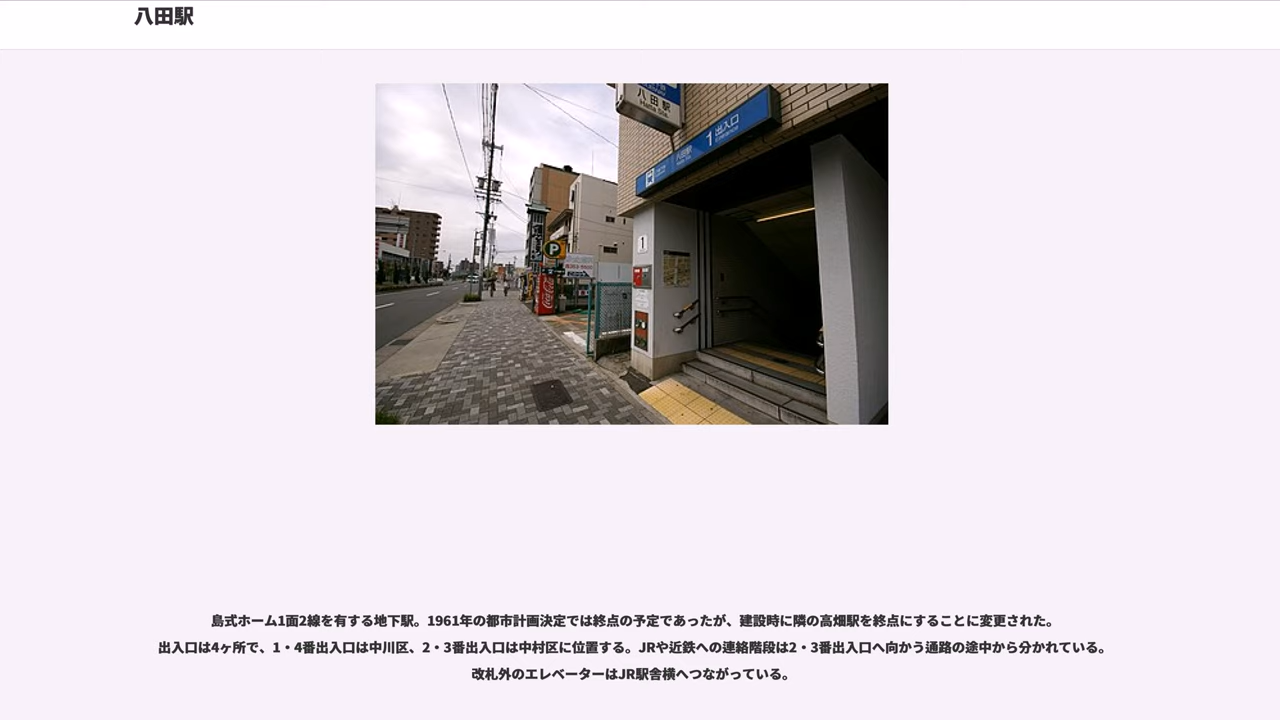 八田駅
八田駅
Hatta Sta.
1 出入口
八田駅
1
P
Coca-Cola
島式ホーム1面2線を有する地下駅。1961年の都市計画決定では終点の予定であったが、建設時に隣の高畑駅を終点にすることに変更された。
出入口は4ヶ所で、1・4番出入口は中川区、2・3番出入口は中村区に位置する。JRや近鉄への連絡階段は2・3番出入口へ向かう通路の途中から分かれている。
改札外のエレベーターはJR駅舎横へつながっている。